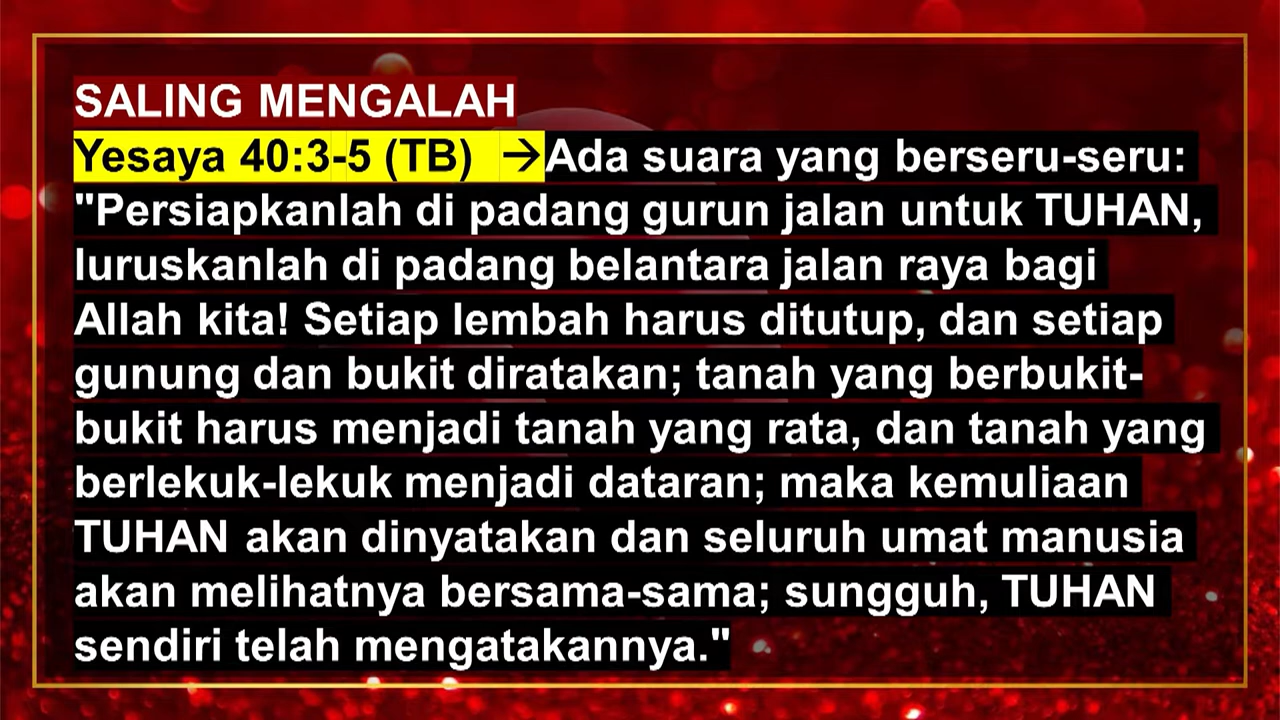 SALING MENGALAH
Yesaya 40:3-5 (TB) →Ada suara yang berseru-seru:
"Persiapkanlah di padang gurun jalan untuk TUHAN,
luruskanlah di padang belantara jalan raya bagi
Allah kita! Setiap lembah harus ditutup, dan setiap
gunung dan bukit diratakan; tanah yang berbukit-
bukit harus menjadi tanah yang rata, dan tanah yang
berlekuk-lekuk menjadi dataran; maka kemuliaan
TUHAN akan dinyatakan dan seluruh umat manusia
akan melihatnya bersama-sama; sungguh, TUHAN
sendiri telah mengatakannya."